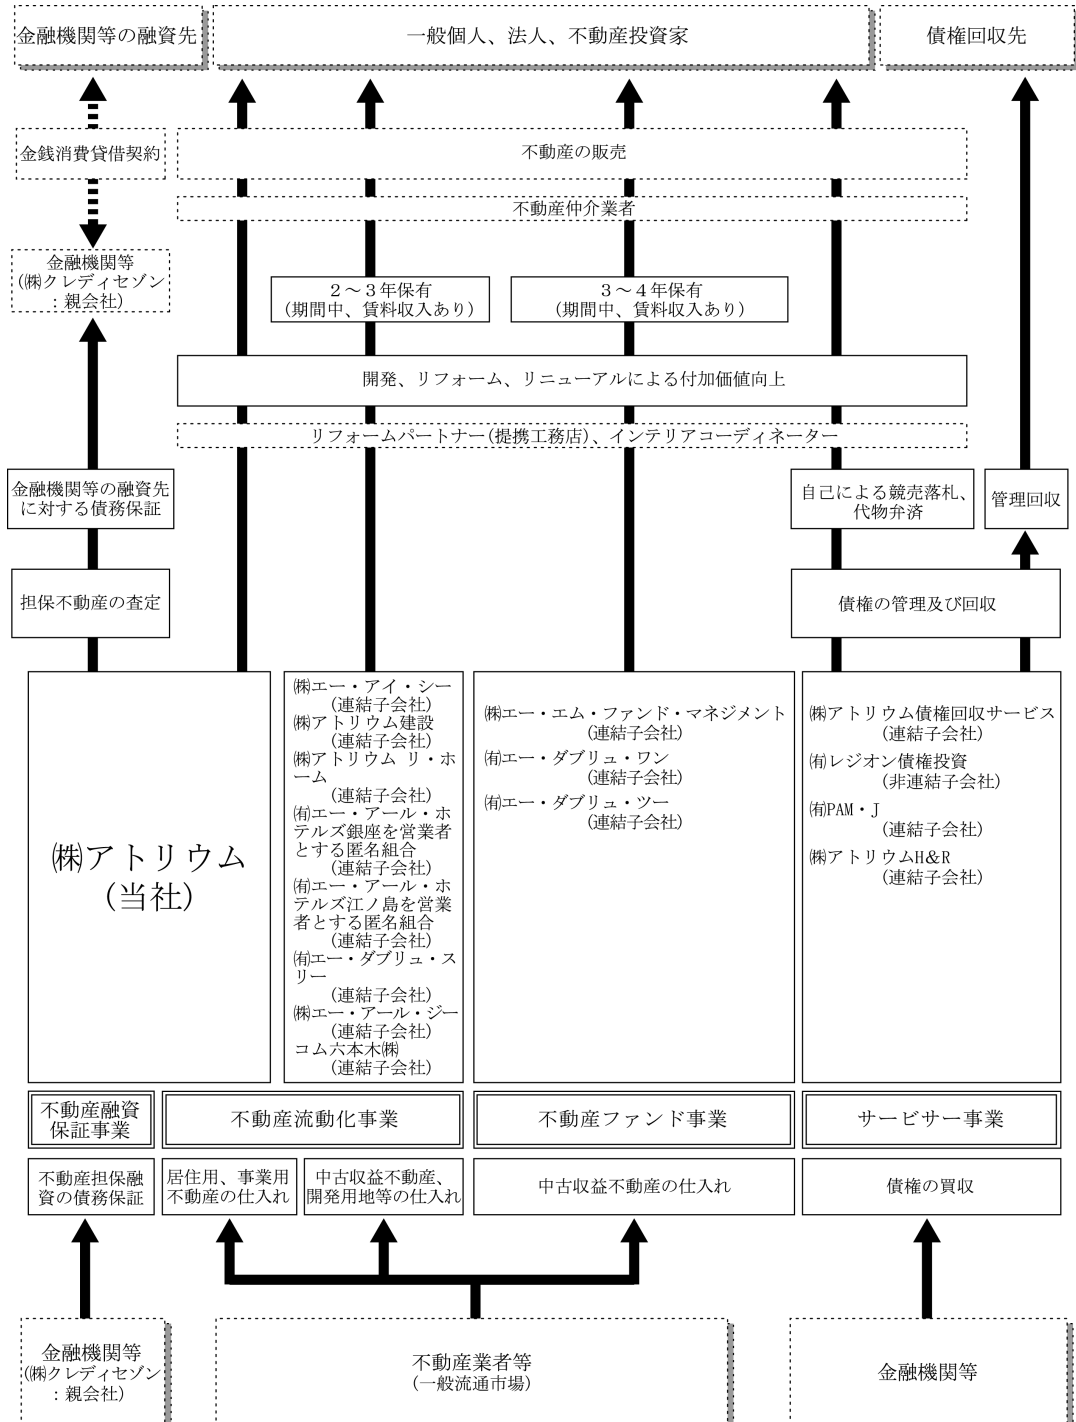 金融機関等の融資先
一般個人、法人、不動産投資家
債権回収先
金銭消費貸借契約
不動産の販売
不動産仲介業者
金融機関等
(㈱クレディセゾン
：親会社)
２～３年保有
(期間中、賃料収入あり)
３～４年保有
(期間中、賃料収入あり)
開発、リフォーム、リニューアルによる付加価値向上
リフォームパートナー(提携工務店)、インテリアコーディネーター
金融機関等の融資先
に対する債務保証
自己による競売落札、
代物弁済
管理回収
担保不動産の査定
債権の管理及び回収
㈱アトリウム
(当社)
㈱エー・アイ・シー
(連結子会社)
㈱アトリウム建設
(連結子会社)
㈱アトリウム リ・ホ
ーム
(連結子会社)
㈲エー・アール・ホ
テルズ銀座を営業者
とする匿名組合
(連結子会社)
㈲エー・アール・ホ
テルズ江ノ島を営業
者とする匿名組合
(連結子会社)
㈲エー・ダブリュ・ス
リー
(連結子会社)
㈱エー・アール・ジー
(連結子会社)
コム六本木㈱
(連結子会社)
㈱エー・エム・ファンド・マネジメント
(連結子会社)
㈲エー・ダブリュ・ワン
(連結子会社)
㈲エー・ダブリュ・ツー
(連結子会社)
㈱アトリウム債権回収サービス
(連結子会社)
㈲レジオン債権投資
(非連結子会社)
㈲PAM・J
(連結子会社)
㈱アトリウムH＆R
(連結子会社)
不動産融資
保証事業
不動産流動化事業
不動産ファンド事業
サービサー事業
不動産担保融
資の債務保証
居住用、事業用
不動産の仕入れ
中古収益不動産、
開発用地等の仕入れ
中古収益不動産の仕入れ
債権の買収
金融機関等
(㈱クレディセゾン
：親会社)
不動産業者等
(一般流通市場)
金融機関等